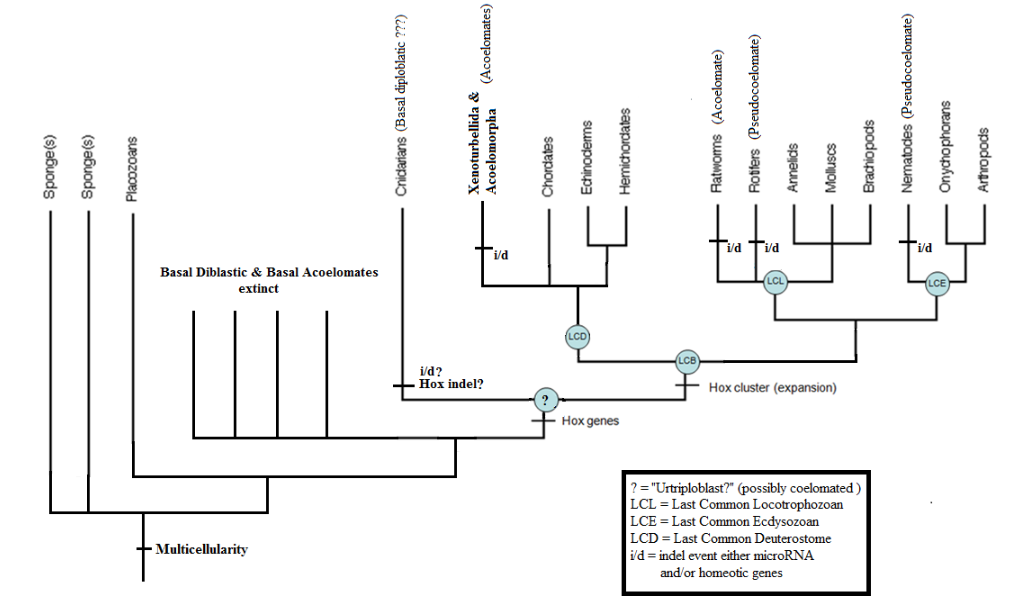 Sponge(s)
Sponge(s)
Placozoans
Cnidarians (Basal diploblatic ???)
Xenoturbellida &
Acoelomorpha
(Acoelomates)
Chordates
Echinoderms
Hemichordates
Flatworms (Acoelomate)
Rotifers (Pseudocoelomate)
Annelids
Molluscs
Brachiopods
Nematodes (Pseudocoelomate)
Onychophorans
Arthropods
i/d
i/d
i/d
i/d
Basal Diblastic & Basal Acoelomates
extinct
LCL
LCE
LCD
LCB
i/d?
Hox indel?
Hox cluster (expansion)
?
Hox genes
Multicellularity
? = "Urtriploblast?" (possibly coelomated )
LCL = Last Common Locotrophozoan
LCE = Last Common Ecdysozoan
LCD = Last Common Deuterostome
i/d = indel event either microRNA
and/or homeotic genes